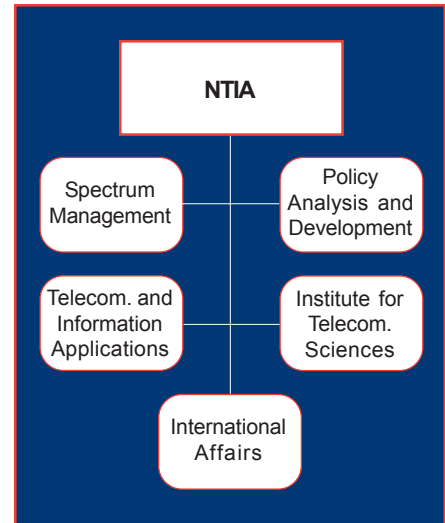 NTIA
Spectrum
Management
Policy
Analysis and
Development
Telecom. and
Information
Applications
Institute for
Telecom.
Sciences
International
Affairs